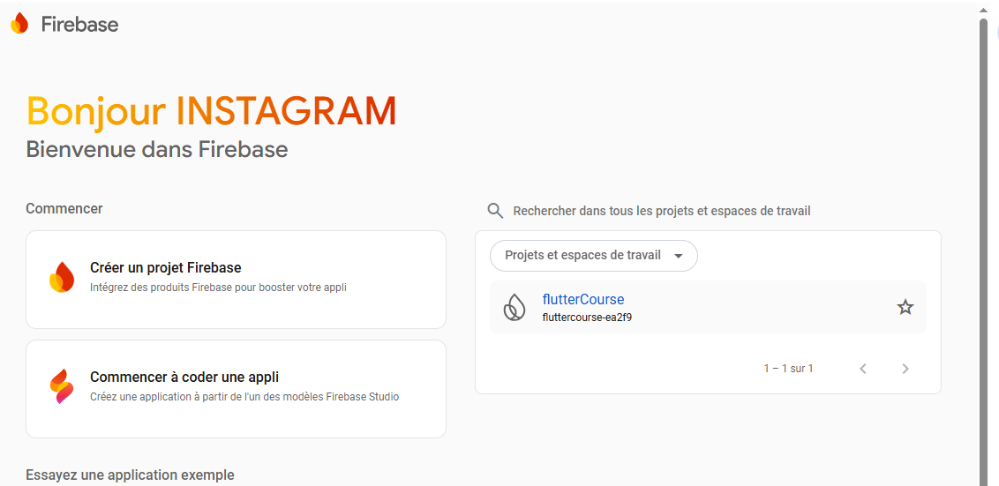 Firebase
Bonjour INSTAGRAM
Bienvenue dans Firebase
Commencer
Créer un projet Firebase
Intégrez des produits Firebase pour booster votre appli
Commencer à coder une appli
Créez une application à partir de l'un des modèles Firebase Studio
Essayez une application exemple
Rechercher dans tous les projets et espaces de travail
Projets et espaces de travail
flutterCourse
fluttercourse-ea2f9
1 – 1 sur 1